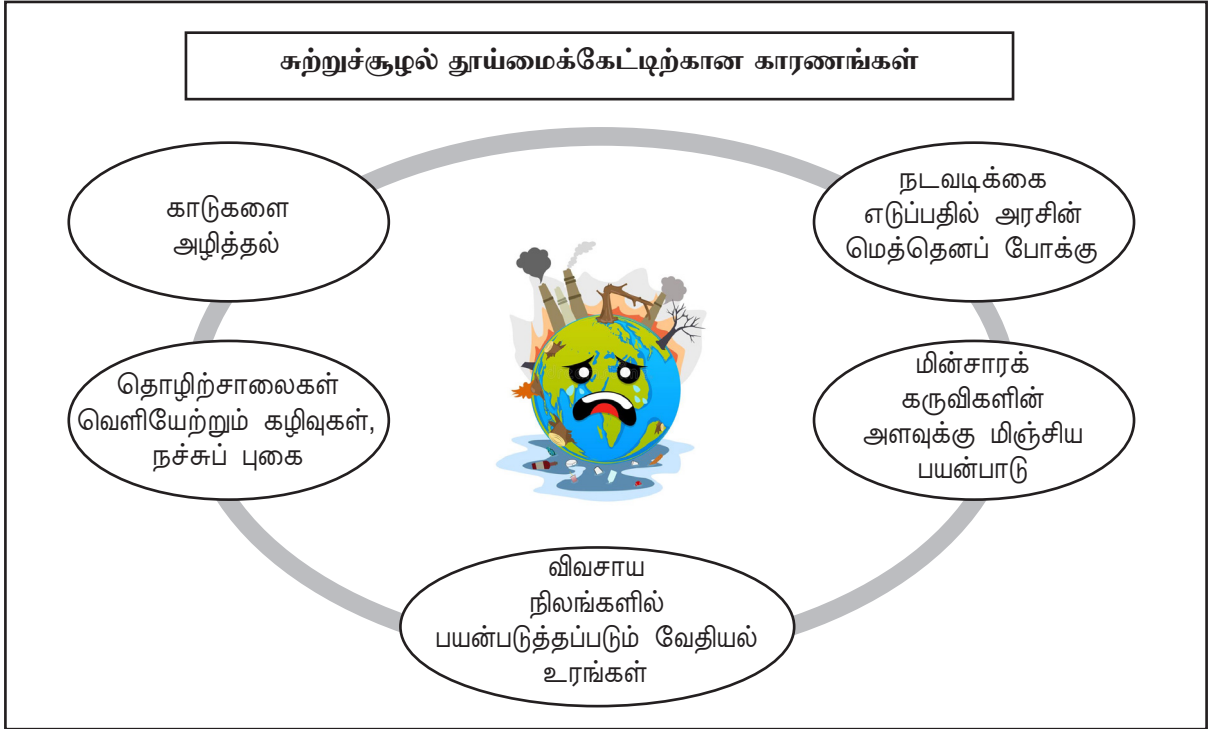 சுற்றுச்சூழல் தூய்மைக்கேட்டிற்கான காரணங்கள்
காடுகளை
அழித்தல்
நடவடிக்கை
எடுப்பதில் அரசின்
மெத்தெனப் போக்கு
தொழிற்சாலைகள்
வெளியேற்றும் கழிவுகள்,
நச்சுப் புகை
மின்சாரக்
கருவிகளின்
அளவுக்கு மிஞ்சிய
பயன்பாடு
விவசாய
நிலங்களில்
பயன்படுத்தப்படும் வேதியல்
உரங்கள்